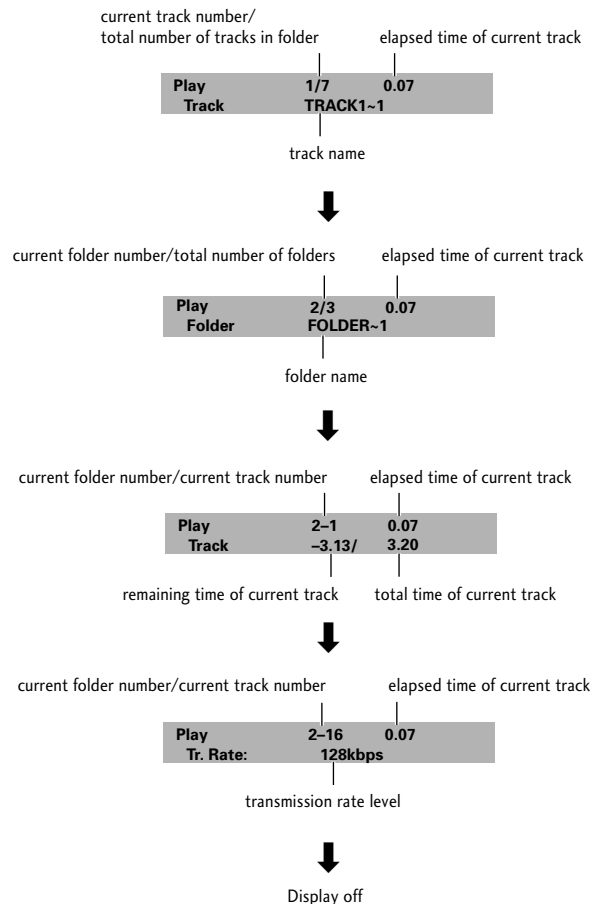 current track number/
total number of tracks in folder elapsed time of current track
Play 1/7 0.07
Track TRACK1~1
track name
current folder number/total number of folders elapsed time of current track
Play 2/3 0.07
Folder FOLDER~1
folder name
current folder number/current track number elapsed time of current track
Play 2–1 0.07
Track –3.13/ 3.20
remaining time of current track total time of current track
current folder number/current track number elapsed time of current track
Play 2–16 0.07
Tr. Rate: 128kbps
transmission rate level
Display off